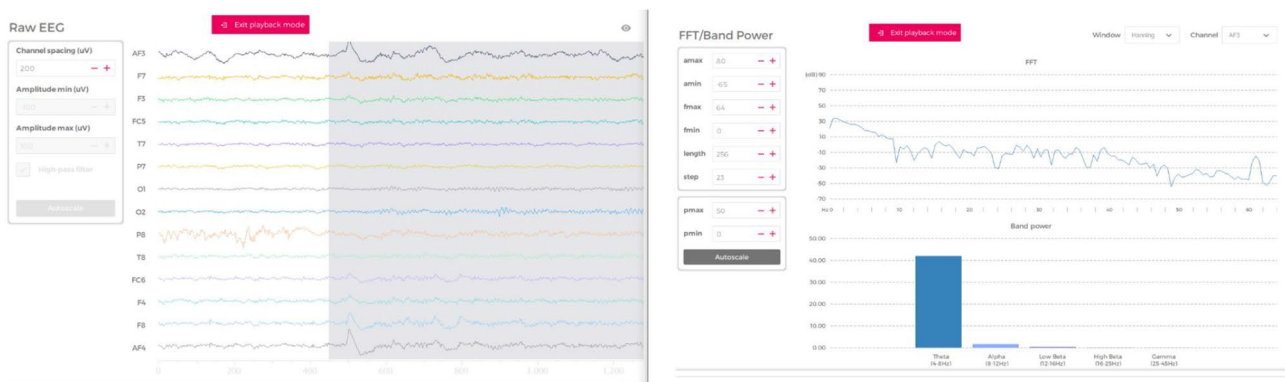 Raw EEG
Exit playback mode
Channel spacing (uV)
200
Amplitude min (uV)
Amplitude max (uV)
High-pass filter
Autoscale
AF3
F7
F3
FC5
T7
P7
O1
O2
P8
T8
FC6
F4
F8
AF4
0 200 400 600 800 1,000 1,200
FFT/Band Power
Exit playback mode
Window Hanning Channel AF3
amax 80
amin -65
fmax 64
fmin 0
length 256
step 23
pmax 50
pmin 0
Autoscale
FFT
(dB) 90
70
50
30
10
-10
-30
-50
-70
Hz 0 10 20 30 40 50 60
Band power
50.00
40.00
30.00
20.00
10.00
0.00
Theta Alpha Low Beta High Beta Gamma
(4-8Hz) (8-12Hz) (12-16Hz) (16-25Hz) (25-45Hz)